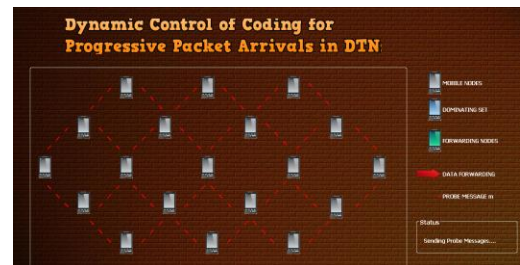 Dynamic Control of Coding for
Progressive Packet Arrivals in DTN
MOBILE NODES
DOMINATING SET
FORWARDING NODES
DATA FORWARDING
PROBE MESSAGE m
Status
Sending Probe Messages....